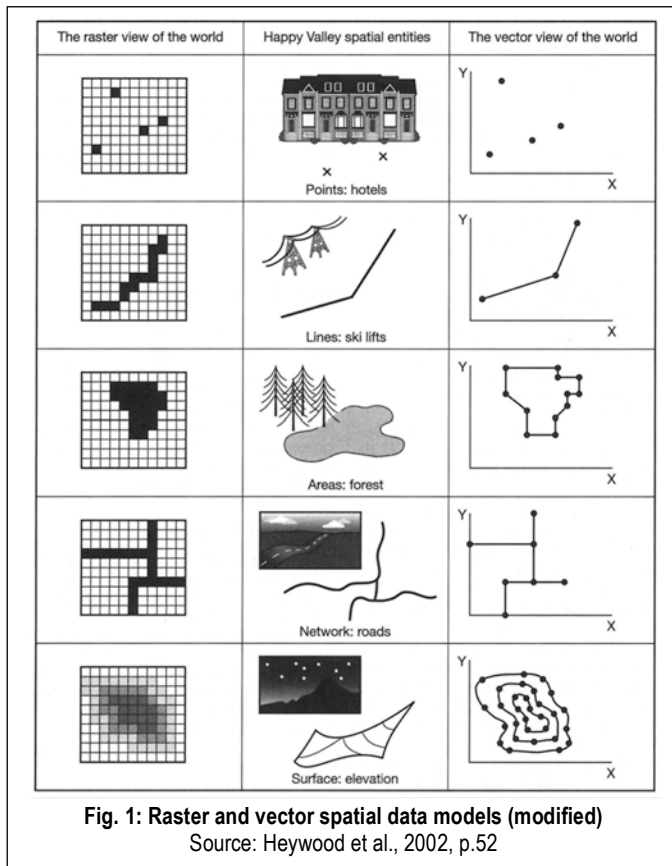 The raster view of the world
Happy Valley spatial entities
The vector view of the world
Points: hotels
Y
X
Lines: ski lifts
Y
X
Areas: forest
Y
X
Network: roads
Y
X
Surface: elevation
Y
X
Fig. 1: Raster and vector spatial data models (modified)
Source: Heywood et al., 2002, p.52